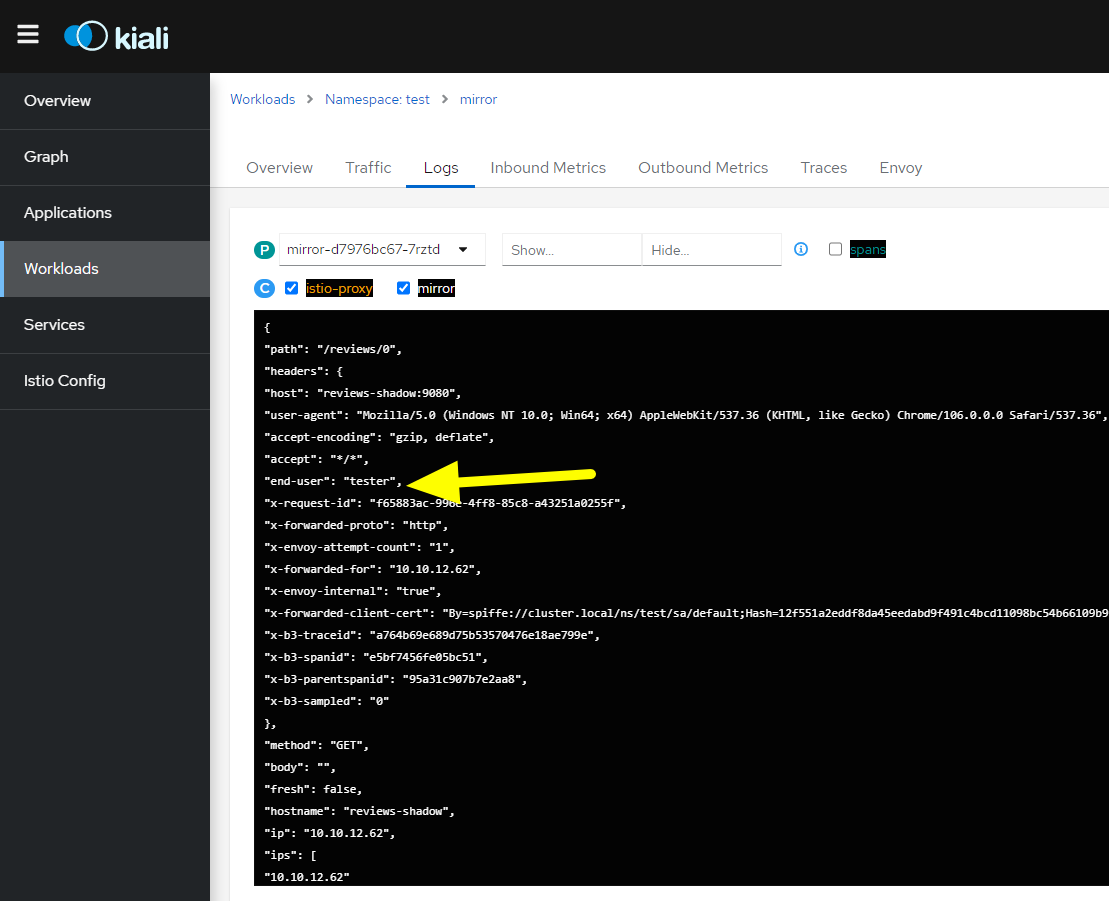 kiali
Overview
Graph
Applications
Workloads
Services
Istio Config
Workloads > Namespace: test > mirror
Overview Traffic Logs Inbound Metrics Outbound Metrics Traces Envoy
P mirror-d7976bc67-7rztd Show... Hide... spans
C istio-proxy mirror
{
"path": "/reviews/0",
"headers": {
"host": "reviews-shadow:9080",
"user-agent": "Mozilla/5.0 (Windows NT 10.0; Win64; x64) AppleWebKit/537.36 (KHTML, like Gecko) Chrome/106.0.0.0 Safari/537.36",
"accept-encoding": "gzip, deflate",
"accept": "*/*",
"end-user": "tester",
"x-request-id": "f65883ac-996e-4ff8-85c8-a43251a0255f",
"x-forwarded-proto": "http",
"x-envoy-attempt-count": "1",
"x-forwarded-for": "10.10.12.62",
"x-envoy-internal": "true",
"x-forwarded-client-cert": "By=spiffe://cluster.local/ns/test/sa/default;Hash=12f551a2eddf8da45eedabd9f491c4bcd11098bc54b66109b9
"x-b3-traceid": "a764b69e689d75b53570476e18ae799e",
"x-b3-spanid": "e5bf7456fe05bc51",
"x-b3-parentspanid": "95a31c907b7e2aa8",
"x-b3-sampled": "0"
},
"method": "GET",
"body": "",
"fresh": false,
"hostname": "reviews-shadow",
"ip": "10.10.12.62",
"ips": [
"10.10.12.62"